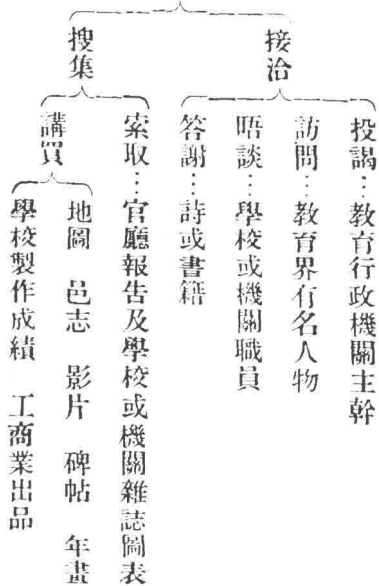 接洽
投謁…教育行政機關主幹
訪問…教育界有名人物
晤談…學校或機關職員
答謝…詩或書籍
搜集
索取…官廳報告及學校或機關雜誌圖表
講買
地圖 邑志 影片 碑帖 年畫
學校製作成績 工商業出品